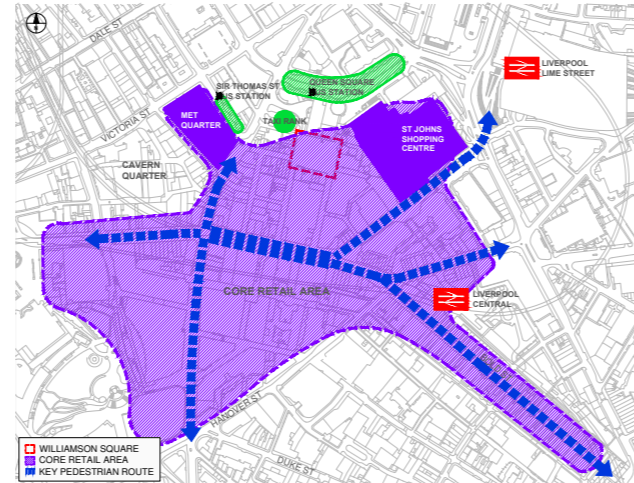 DALE ST
LIVERPOOL
LIME STREET
SIR THOMAS ST
BUS STATION
QUEEN SQUARE
BUS STATION
VICTORIA ST
MET
QUARTER
TAXI RANK
ST JOHNS
SHOPPING
CENTRE
CAVERN
QUARTER
CORE RETAIL AREA
LIVERPOOL
CENTRAL
HANOVER ST
DUKE ST
WILLIAMSON SQUARE
CORE RETAIL AREA
KEY PEDESTRIAN ROUTE